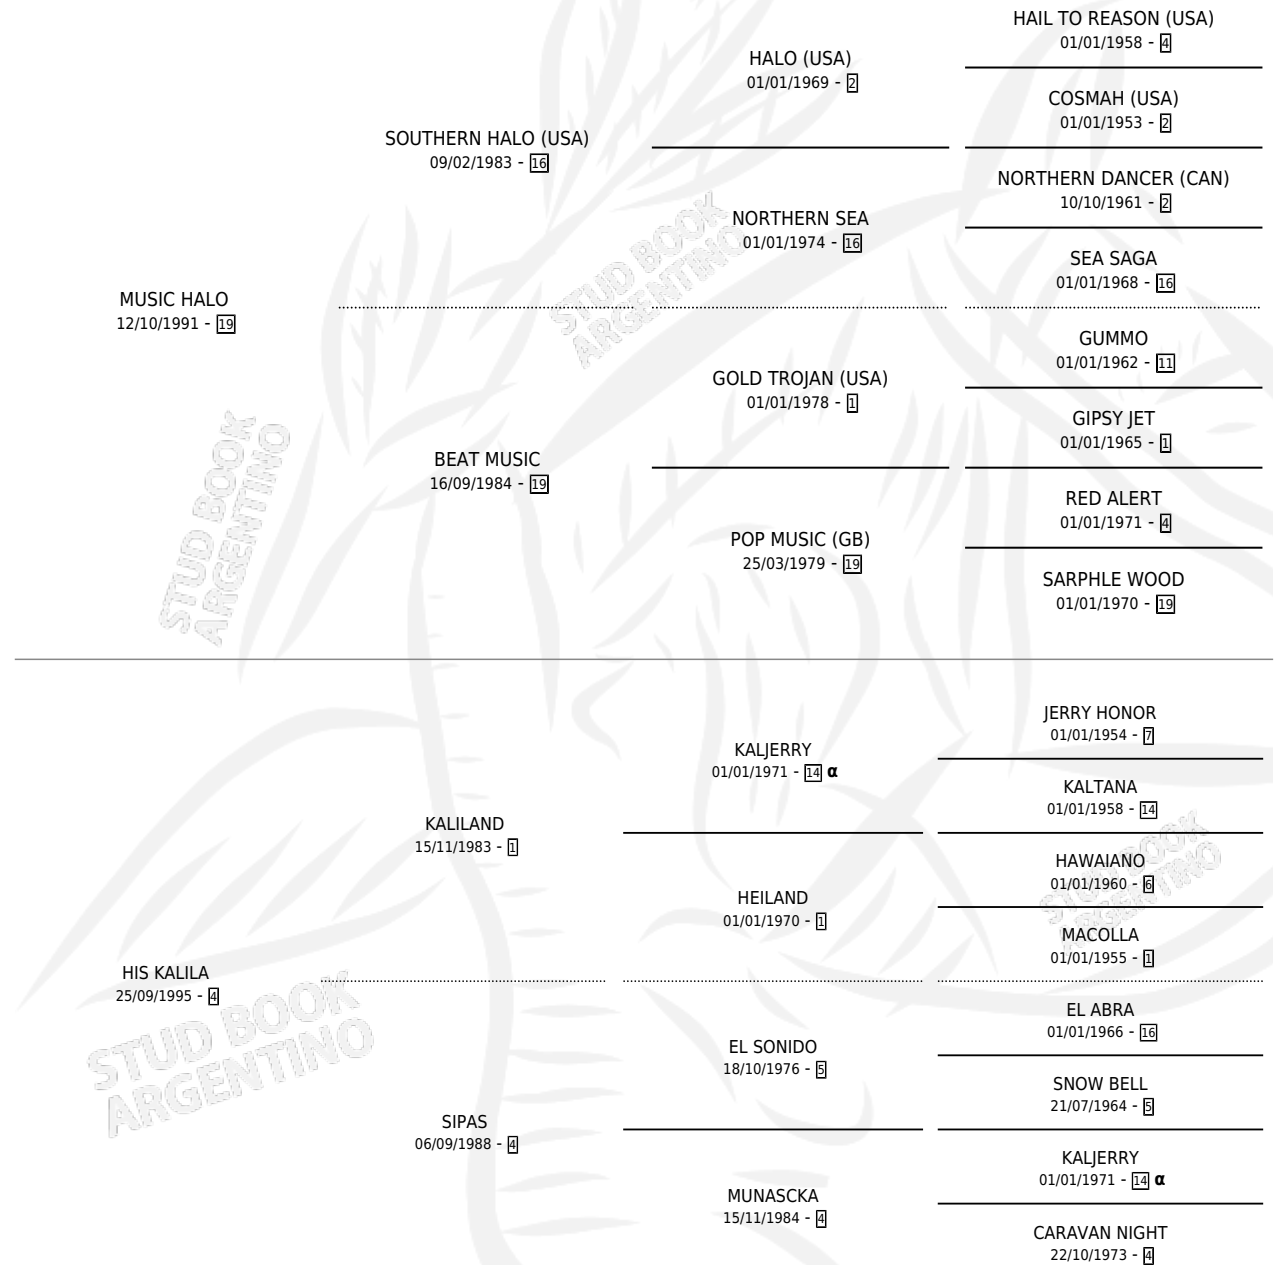 HAIL TO REASON (USA)
01/01/1958 - 4
HALO (USA)
01/01/1969 - 2
COSMAH (USA)
01/01/1953 - 2
SOUTHERN HALO (USA)
09/02/1983 - 16
NORTHERN DANCER (CAN)
10/10/1961 - 2
NORTHERN SEA
01/01/1974 - 16
SEA SAGA
01/01/1968 - 16
MUSIC HALO
12/10/1991 - 19
GUMMO
01/01/1962 - 11
GOLD TROJAN (USA)
01/01/1978 - 1
GIPSY JET
01/01/1965 - 1
BEAT MUSIC
16/09/1984 - 19
RED ALERT
01/01/1971 - 4
POP MUSIC (GB)
25/03/1979 - 19
SARPHLE WOOD
01/01/1970 - 19
JERRY HONOR
01/01/1954 - 7
KALJERRY
01/01/1971 - 14 α
KALTANA
01/01/1958 - 14
KALILAND
15/11/1983 - 1
HAWAIANO
01/01/1960 - 6
HEILAND
01/01/1970 - 1
MACOLLA
01/01/1955 - 1
HIS KALILA
25/09/1995 - 4
EL ABRA
01/01/1966 - 16
EL SONIDO
18/10/1976 - 5
SNOW BELL
21/07/1964 - 5
SIPAS
06/09/1988 - 4
KALJERRY
01/01/1971 - 14 α
MUNASCKA
15/11/1984 - 4
CARAVAN NIGHT
22/10/1973 - 4
STUD BOOK
ARGENTINO
STUD BOOK
ARGENTINO
STUD BOOK
ARGENTINO
STUD BOOK
ARGENTINO